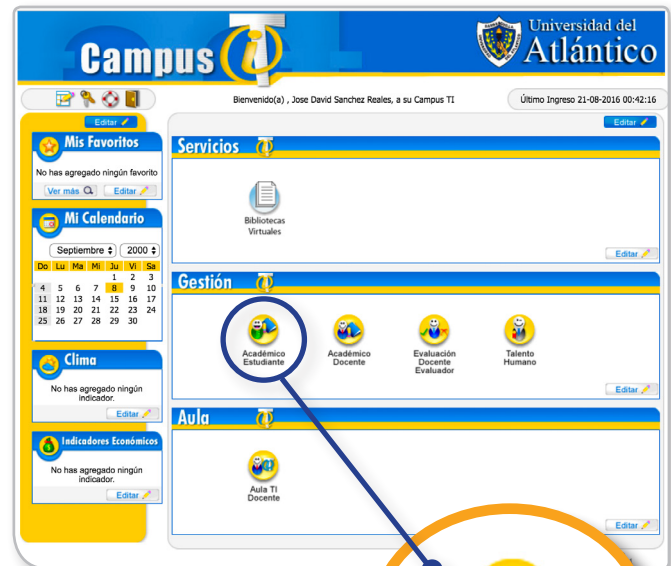 Campus TI
Universidad del
Atlántico
Bienvenido(a) , Jose David Sanchez Reales, a su Campus TI
Último Ingreso 21-08-2016 00:42:16
Editar
Mis Favoritos
No has agregado ningún favorito
Ver más
Editar
Mi Calendario
Septiembre 2000
Do Lu Ma Mi Ju Vi Sa
1 2 3
4 5 6 7 8 9 10
11 12 13 14 15 16 17
18 19 20 21 22 23 24
25 26 27 28 29 30
Clima
No has agregado ningún
indicador.
Editar
Indicadores Económicos
No has agregado ningún
indicador.
Editar
Editar
Servicios
Bibliotecas
Virtuales
Editar
Gestión
Académico
Estudiante
Académico
Docente
Evaluación
Docente
Evaluador
Talento
Humano
Editar
Aula
Aula TI
Docente
Editar